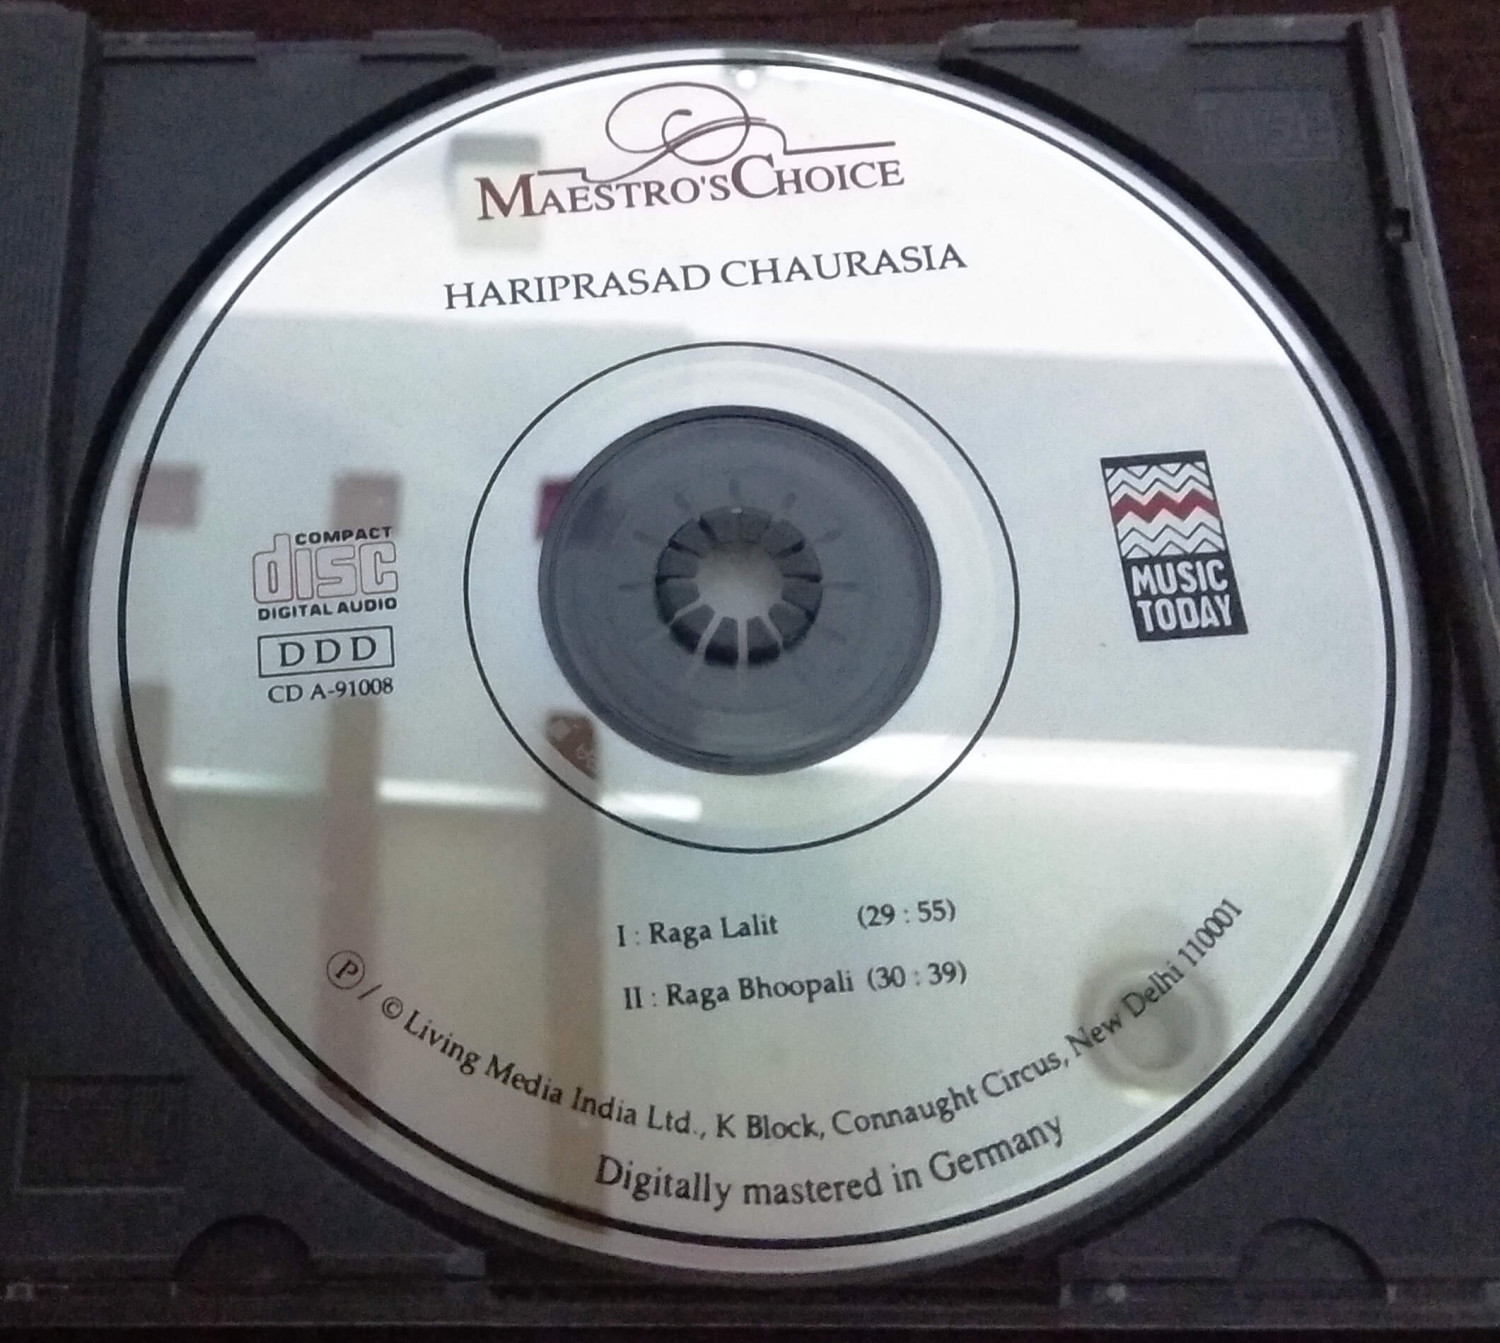 MAESTRO'S CHOICE
HARIPRASAD CHAURASIA
COMPACT
disc
DIGITAL AUDIO
DDD
CD A-91008
MUSIC
TODAY
I : Raga Lalit (29 : 55)
II : Raga Bhoopali (30 : 39)
Ⓟ / © Living Media India Ltd., K Block, Connaught Circus, New Delhi 110001
Digitally mastered in Germany